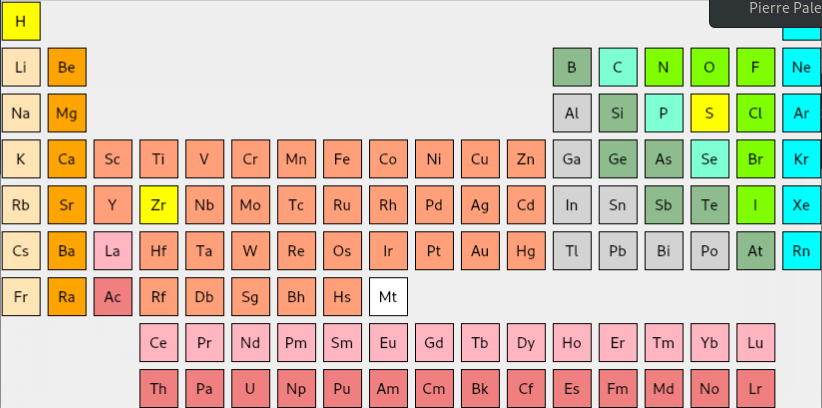 Pierre Pale
H
Li Be B C N O F Ne
Na Mg Al Si P S Cl Ar
K Ca Sc Ti V Cr Mn Fe Co Ni Cu Zn Ga Ge As Se Br Kr
Rb Sr Y Zr Nb Mo Tc Ru Rh Pd Ag Cd In Sn Sb Te I Xe
Cs Ba La Hf Ta W Re Os Ir Pt Au Hg Tl Pb Bi Po At Rn
Fr Ra Ac Rf Db Sg Bh Hs Mt
Ce Pr Nd Pm Sm Eu Gd Tb Dy Ho Er Tm Yb Lu
Th Pa U Np Pu Am Cm Bk Cf Es Fm Md No Lr